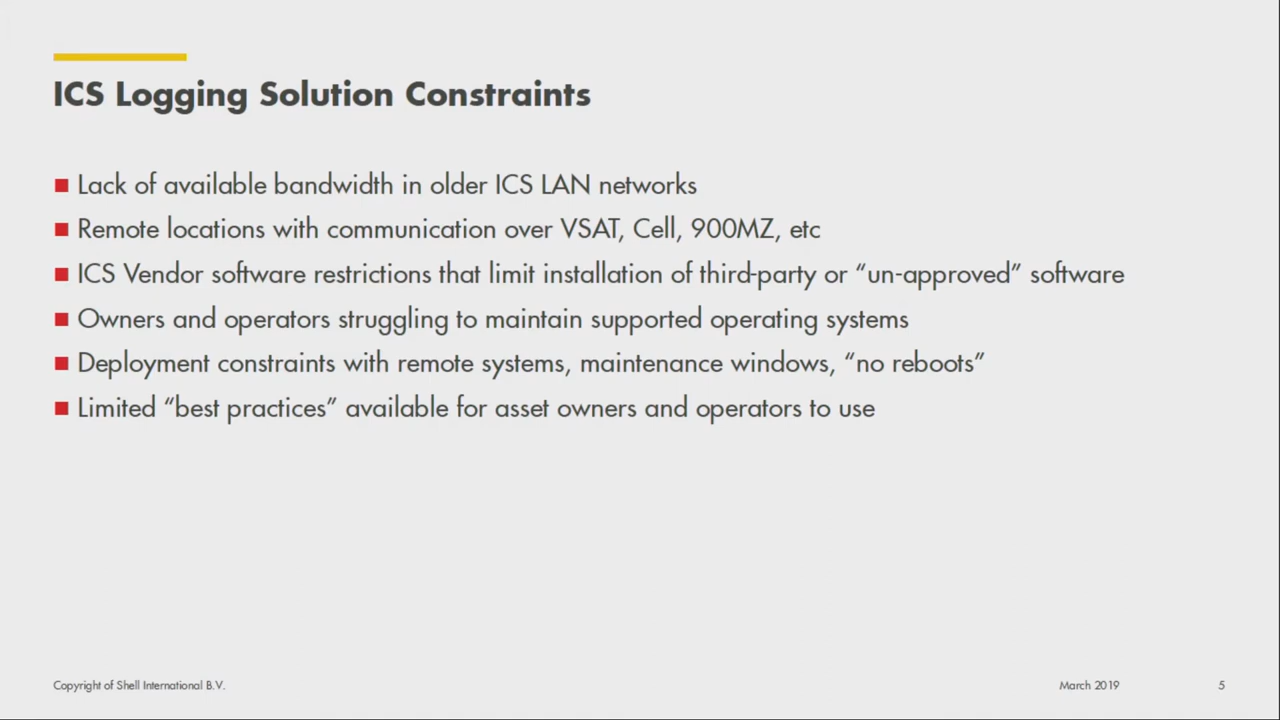 ICS Logging Solution Constraints
Lack of available bandwidth in older ICS LAN networks
Remote locations with communication over VSAT, Cell, 900MZ, etc
ICS Vendor software restrictions that limit installation of third-party or “un-approved” software
Owners and operators struggling to maintain supported operating systems
Deployment constraints with remote systems, maintenance windows, “no reboots”
Limited “best practices” available for asset owners and operators to use
Copyright of Shell International B.V.
March 2019
5